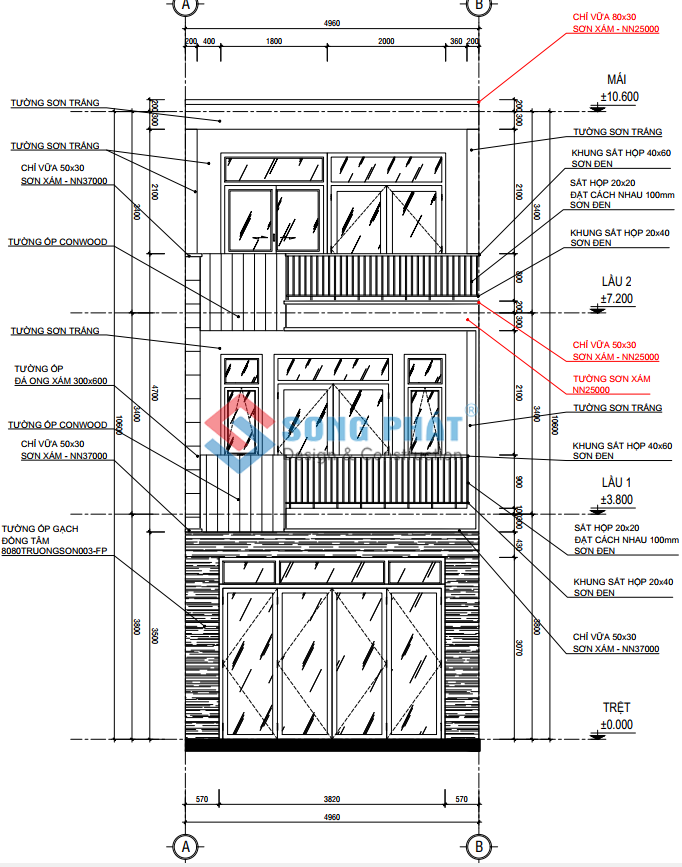 A
B
4960
200
400
1800
2000
360
200
CHỈ VỮA 80x30
SƠN XÁM - NN25000
MÁI
±10.600
TƯỜNG SƠN TRẮNG
TƯỜNG SƠN TRẮNG
CHỈ VỮA 50x30
SƠN XÁM - NN37000
TƯỜNG ỐP CONWOOD
TƯỜNG SƠN TRẮNG
TƯỜNG ỐP
ĐÁ ONG XÁM 300x600
TƯỜNG ỐP CONWOOD
CHỈ VỮA 50x30
SƠN XÁM - NN37000
TƯỜNG ỐP GẠCH
ĐỒNG TÂM
8080TRUONGSON003-FP
200
300
2100
3400
4700
10600
3400
3800
3500
TƯỜNG SƠN TRẮNG
KHUNG SẮT HỘP 40x60
SƠN ĐEN
SẮT HỘP 20x20
ĐẶT CÁCH NHAU 100mm
SƠN ĐEN
KHUNG SẮT HỘP 20x40
SƠN ĐEN
LẦU 2
±7.200
CHỈ VỮA 50x30
SƠN XÁM - NN25000
TƯỜNG SƠN XÁM
NN25000
TƯỜNG SƠN TRẮNG
KHUNG SẮT HỘP 40x60
SƠN ĐEN
LẦU 1
±3.800
SẮT HỘP 20x20
ĐẶT CÁCH NHAU 100mm
SƠN ĐEN
KHUNG SẮT HỘP 20x40
SƠN ĐEN
CHỈ VỮA 50x30
SƠN XÁM - NN37000
TRỆT
±0.000
200
300
2100
3400
800
200
300
2100
3400
10600
900
430
3070
3800
SONG PHAT®
Design & Construction
570
3820
570
4960
A
B